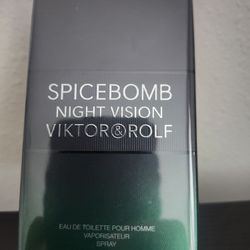 SPICEBOMB
NIGHT VISION
VIKTOR&ROLF
EAU DE TOILETTE POUR HOMME
VAPORISATEUR
SPRAY